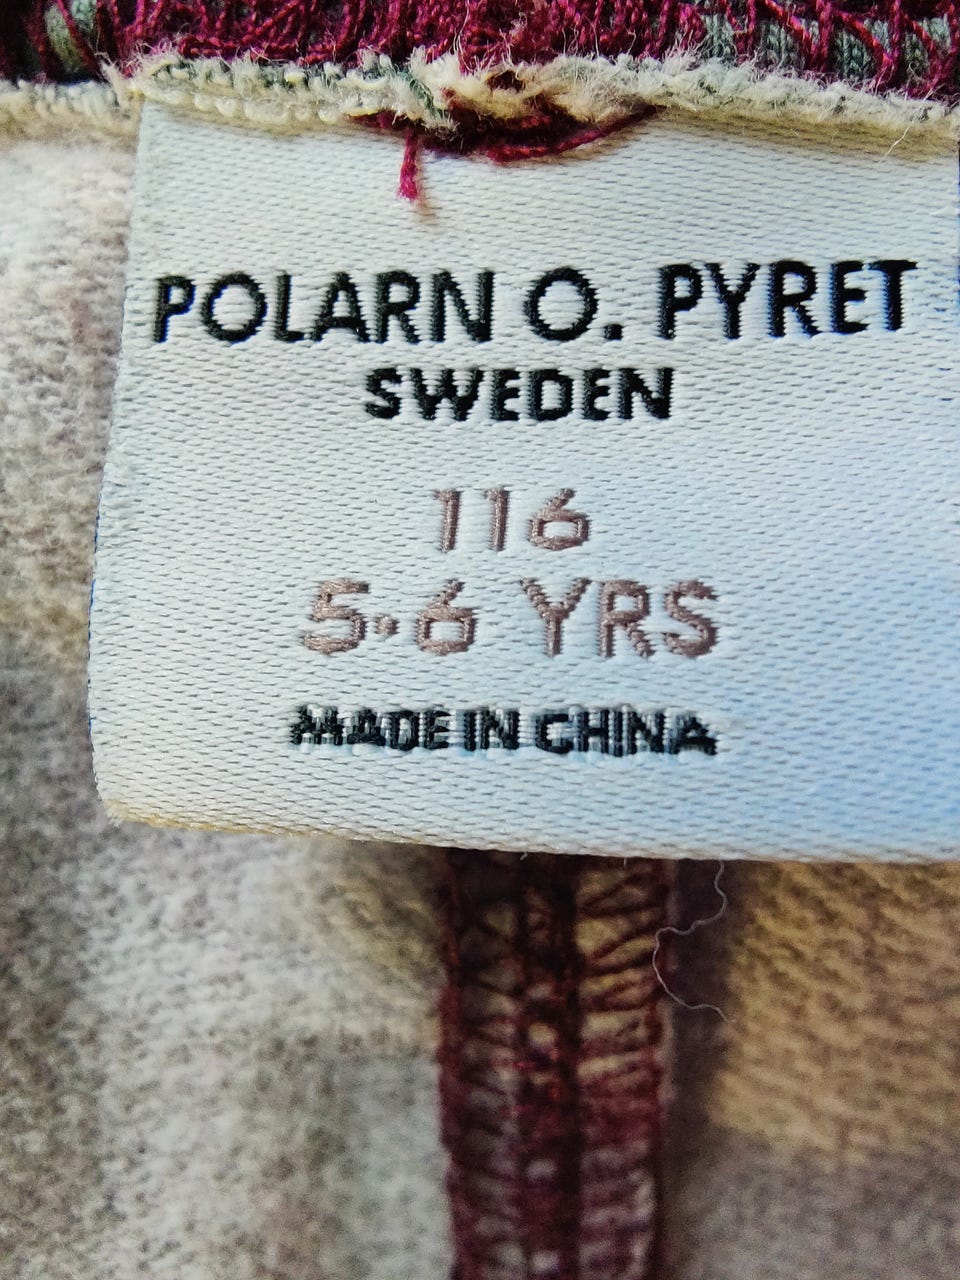 POLARN O. PYRET
SWEDEN
116
5·6 YRS
MADE IN CHINA